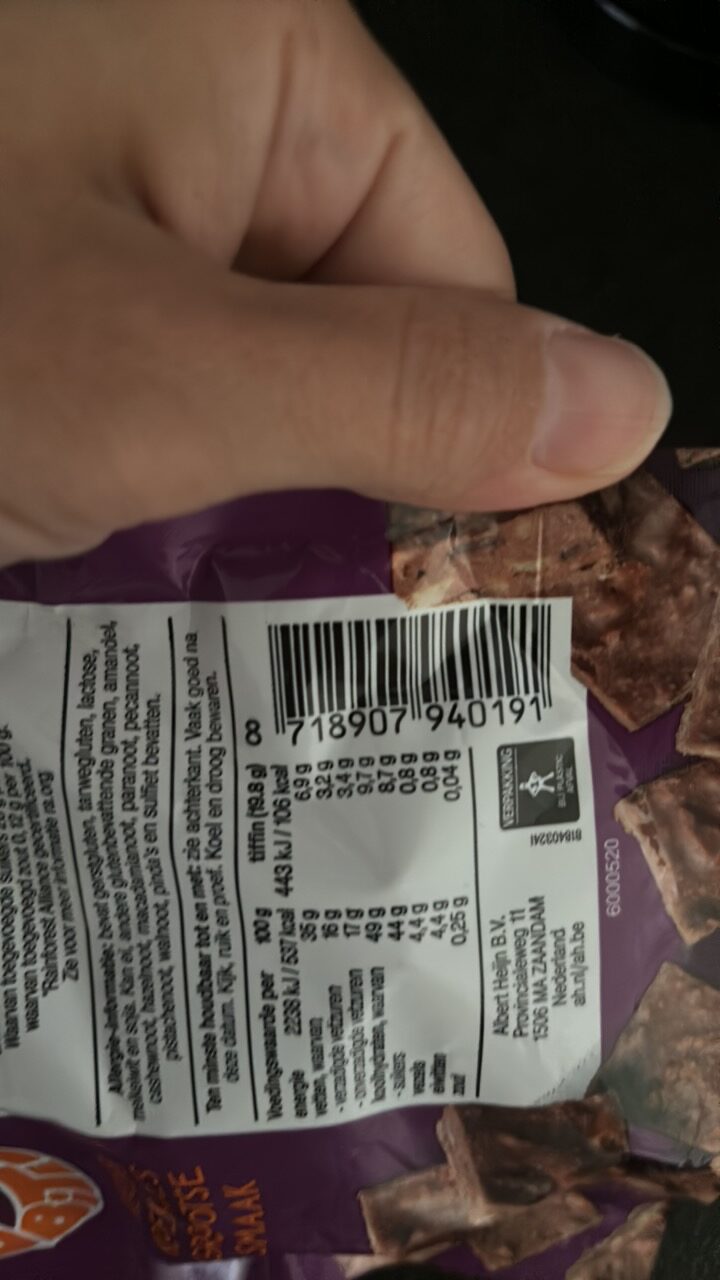 waarvan toegevoegd zout 0,12 g per 100 g.
*Rainforest Alliance gecertificeerd.
Zie voor meer informatie ra.org
Allergie-informatie: bevat gerstgluten, tarwegluten, lactose,
melkeiwit en soja. Kan ei, andere glutenbevattende granen, amandel,
cashewnoot, hazelnoot, macadamianoot, paranoot, pecannoot,
pistachenoot, walnoot, pinda's en sulfiet bevatten.
Ten minste houdbaar tot en met: zie achterkant. Vaak goed na
deze datum. Kijk, ruik en proef. Koel en droog bewaren.
Voedingswaarde per 100 g tiffin (19.8 g)
energie 2238 kJ / 537 kcal 443 kJ / 106 kcal
vetten, waarvan 35 g 6,9 g
- verzadigde vetzuren 16 g 3,2 g
- onverzadigde vetzuren 17 g 3,4 g
koolhydraten, waarvan 49 g 9,7 g
- suikers 44 g 8,7 g
vezels 4,4 g 0,8 g
eiwitten 4,4 g 0,8 g
zout 0,25 g 0,04 g
8 718907 940191
Albert Heijn B.V.
Provincialeweg 11
1506 MA ZAANDAM
Nederland
ah.nl/ah.be
VERPAKKING
BIJ PLASTIC
AFVAL
818403241
6000520
SMAAK